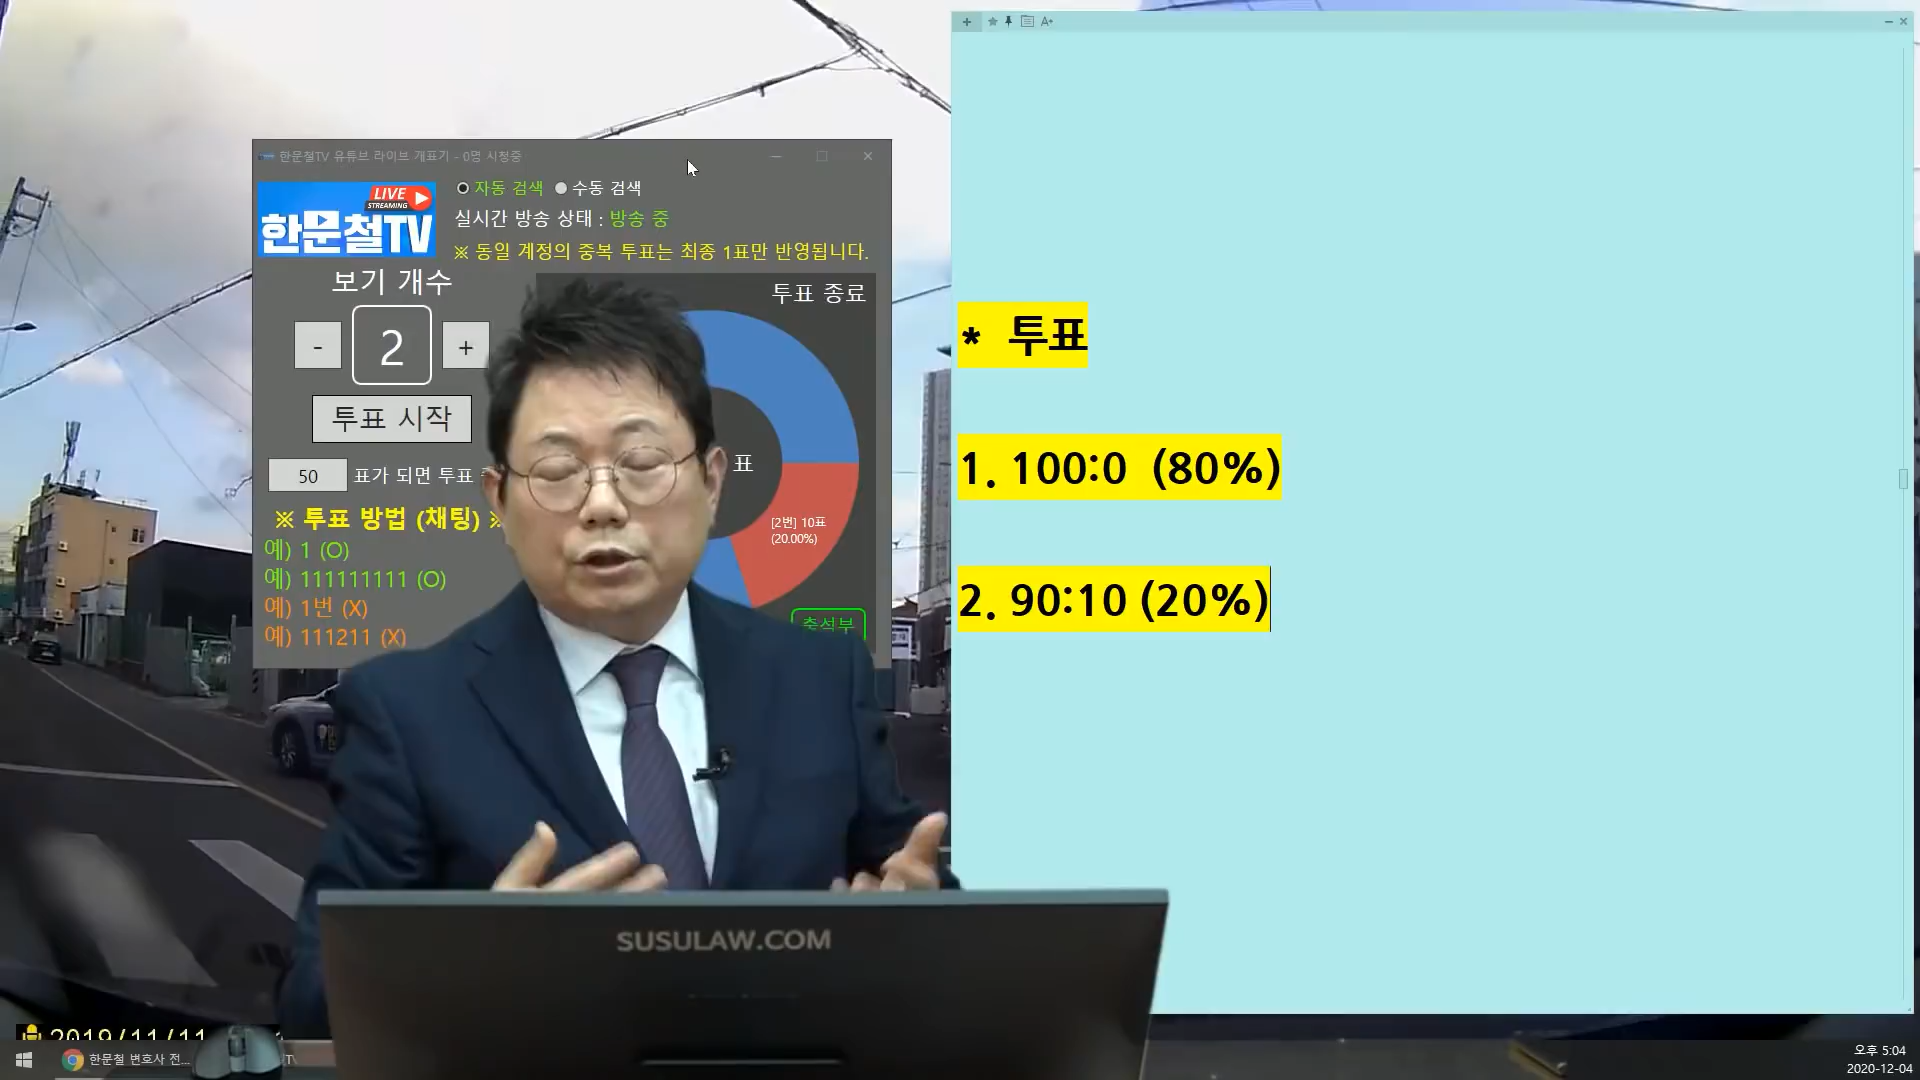 한문철TV 유튜브 라이브 개표기 - 0명 시청중
LIVE
STREAMING
한문철TV
자동 검색 수동 검색
실시간 방송 상태 : 방송 중
※ 동일 계정의 중복 투표는 최종 1표만 반영됩니다.
보기 개수
- 2 +
투표 시작
50 표가 되면 투표
※ 투표 방법 (채팅) ※
예) 1 (O)
예) 111111111 (O)
예) 1번 (X)
예) 111211 (X)
투표 종료
표
[2번] 10표
(20.00%)
출석부
A+
* 투표
1. 100:0 (80%)
2. 90:10 (20%)
SUSULAW.COM
2019/11/11
한문철 변호사 전...
오후 5:04
2020-12-04